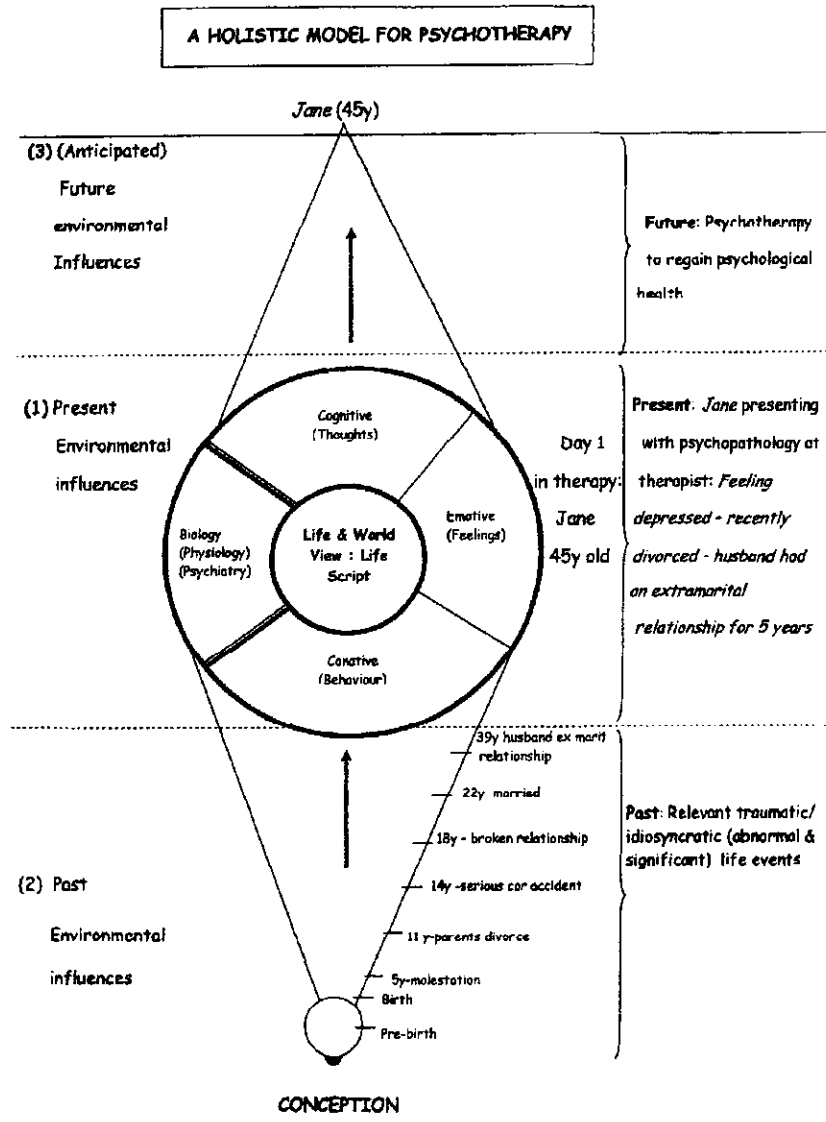 A HOLISTIC MODEL FOR PSYCHOTHERAPY
Jane (45y)
(3) (Anticipated)
Future
environmental
Influences
Future: Psychotherapy
to regain psychological
health
(1) Present
Environmental
influences
Cognitive
(Thoughts)
Emotive
(Feelings)
Biology
(Physiology)
(Psychiatry)
Life & World
View : Life
Script
Conative
(Behaviour)
Day 1
in therapy:
Jane
45y old
Present: Jane presenting
with psychopathology at
therapist: Feeling
depressed - recently
divorced - husband had
an extramarital
relationship for 5 years
39y husband ex marit
relationship
22y married
18y - broken relationship
14y -serious car accident
11 y-parents divorce
5y-molestation
Birth
Pre-birth
(2) Past
Environmental
influences
Past: Relevant traumatic/
idiosyncratic (abnormal &
significant) life events
CONCEPTION